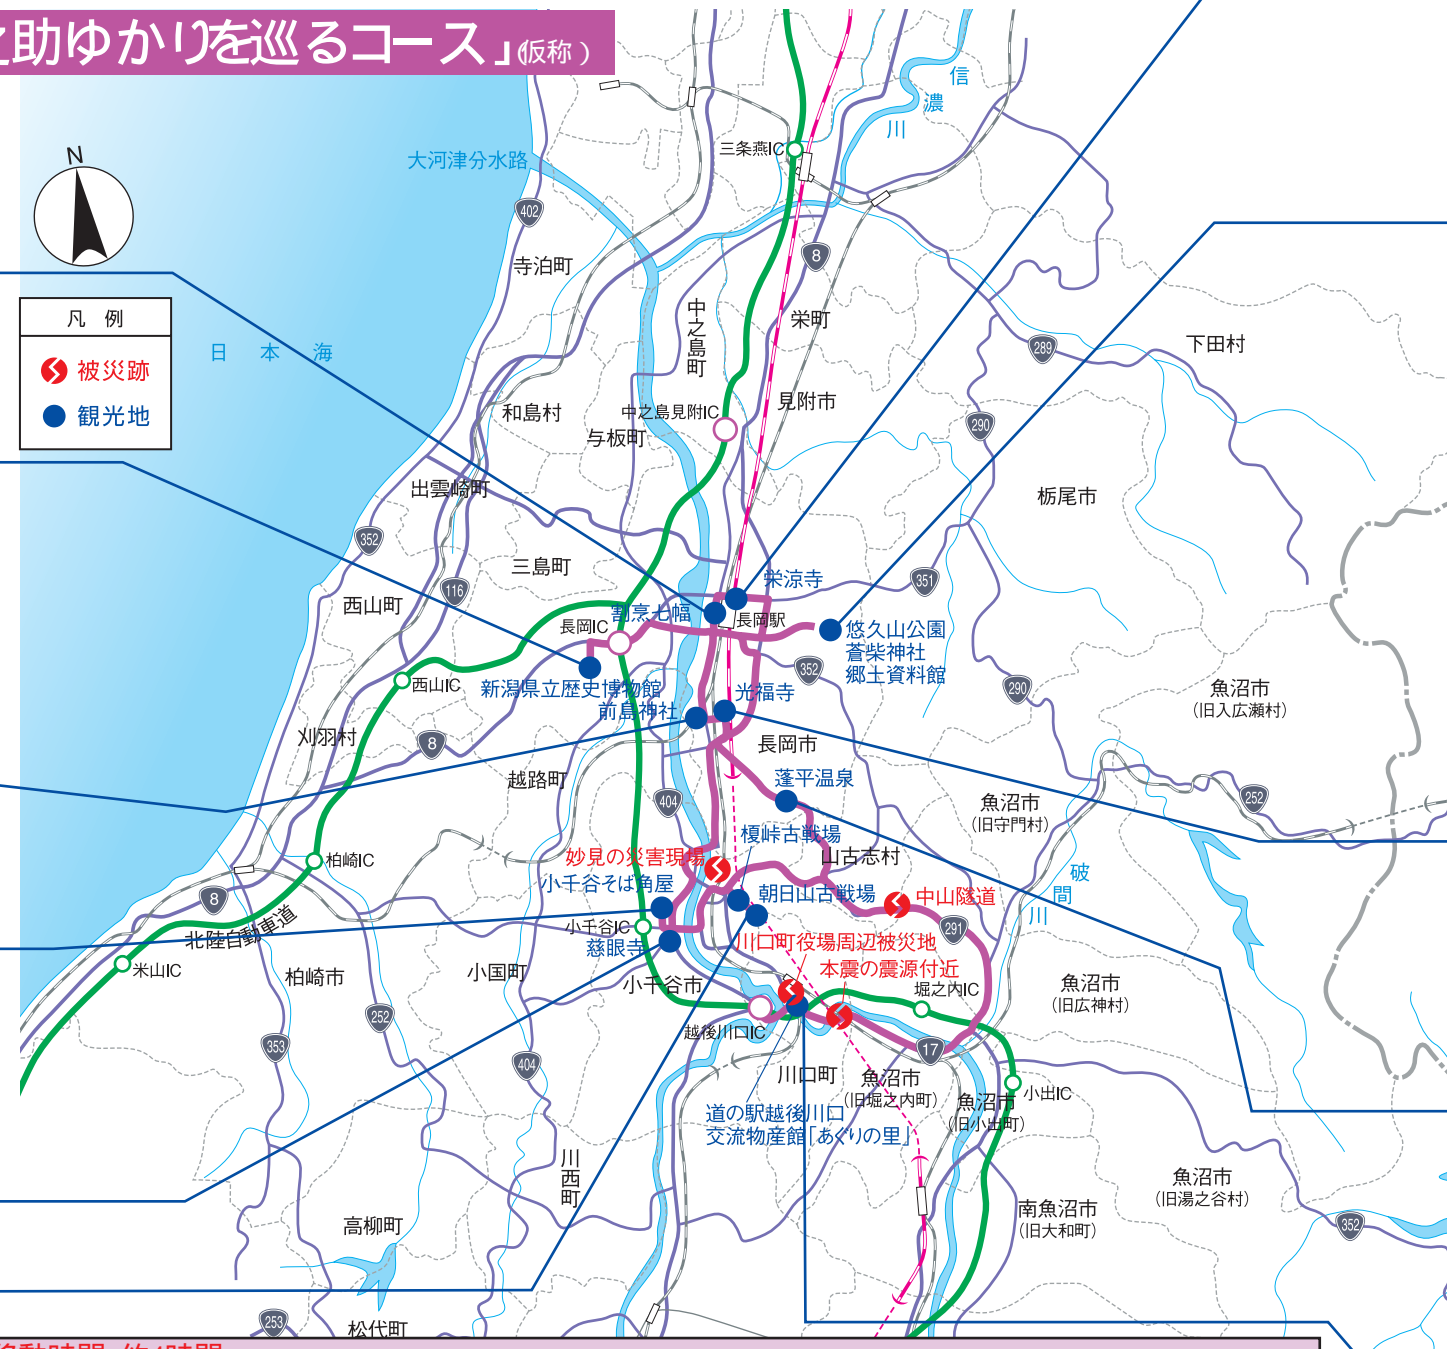 助ゆかりを巡るコース」(仮称)
N
凡 例
被災跡
観光地
日 本 海
大河津分水路
信濃川
三条燕IC
402
8
寺泊町
中之島町
栄町
289
下田村
和島村
中之島見附IC
見附市
与板町
290
出雲崎町
栃尾市
352
三島町
116
351
栄涼寺
西山町
割烹七幅
長岡駅
長岡IC
悠久山公園
蒼柴神社
郷土資料館
352
西山IC
新潟県立歴史博物館
光福寺
290
魚沼市
(旧入広瀬村)
前島神社
刈羽村
8
長岡市
越路町
蓬平温泉
404
252
魚沼市
(旧守門村)
榎峠古戦場
妙見の災害現場
山古志村
柏崎IC
破間川
小千谷そば角屋
朝日山古戦場
中山隧道
8
北陸自動車道
小千谷IC
291
慈眼寺
川口町役場周辺被災地
米山IC
柏崎市
小国町
本震の震源付近
小千谷市
堀之内IC
魚沼市
(旧広神村)
252
越後川口IC
353
404
17
川口町
魚沼市
(旧堀之内町)
小出IC
魚沼市
(旧小出町)
道の駅越後川口
交流物産館「あぐりの里」
川西町
魚沼市
(旧湯之谷村)
南魚沼市
(旧大和町)
352
高柳町
253
松代町